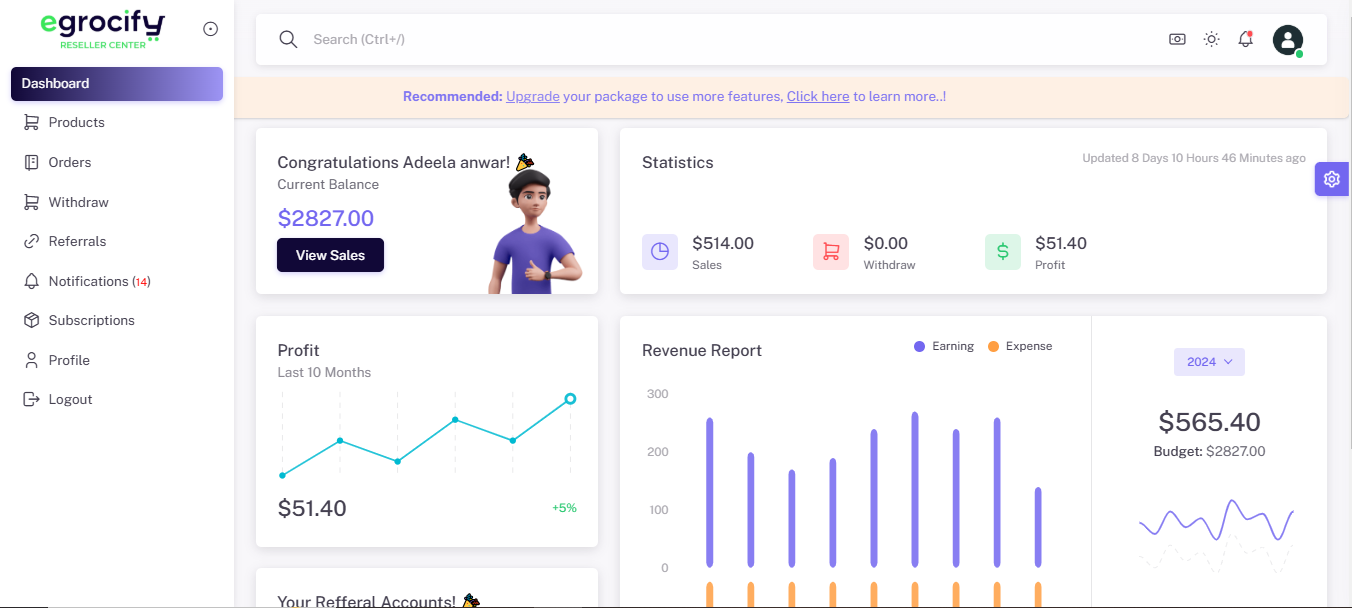 egrocify
RESELLER CENTER
Dashboard
Products
Orders
Withdraw
Referrals
Notifications (14)
Subscriptions
Profile
Logout
Search (Ctrl+/)
Recommended: Upgrade your package to use more features, Click here to learn more..!
Congratulations Adeela anwar!
Current Balance
$2827.00
View Sales
Statistics
Updated 8 Days 10 Hours 46 Minutes ago
$514.00
Sales
$0.00
Withdraw
$51.40
Profit
Profit
Last 10 Months
$51.40
+5%
Revenue Report
Earning
Expense
300
200
100
0
2024
$565.40
Budget: $2827.00
Your Refferal Accounts!